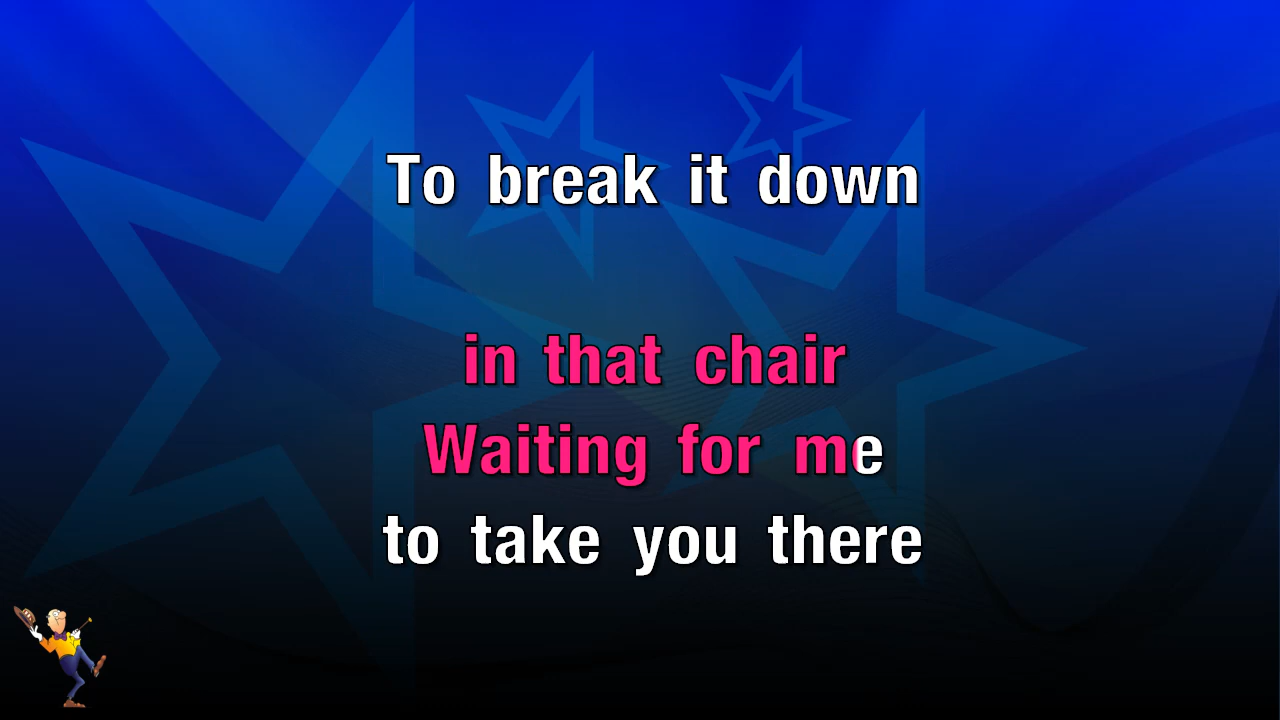 To break it down
in that chair
Waiting for me
to take you there